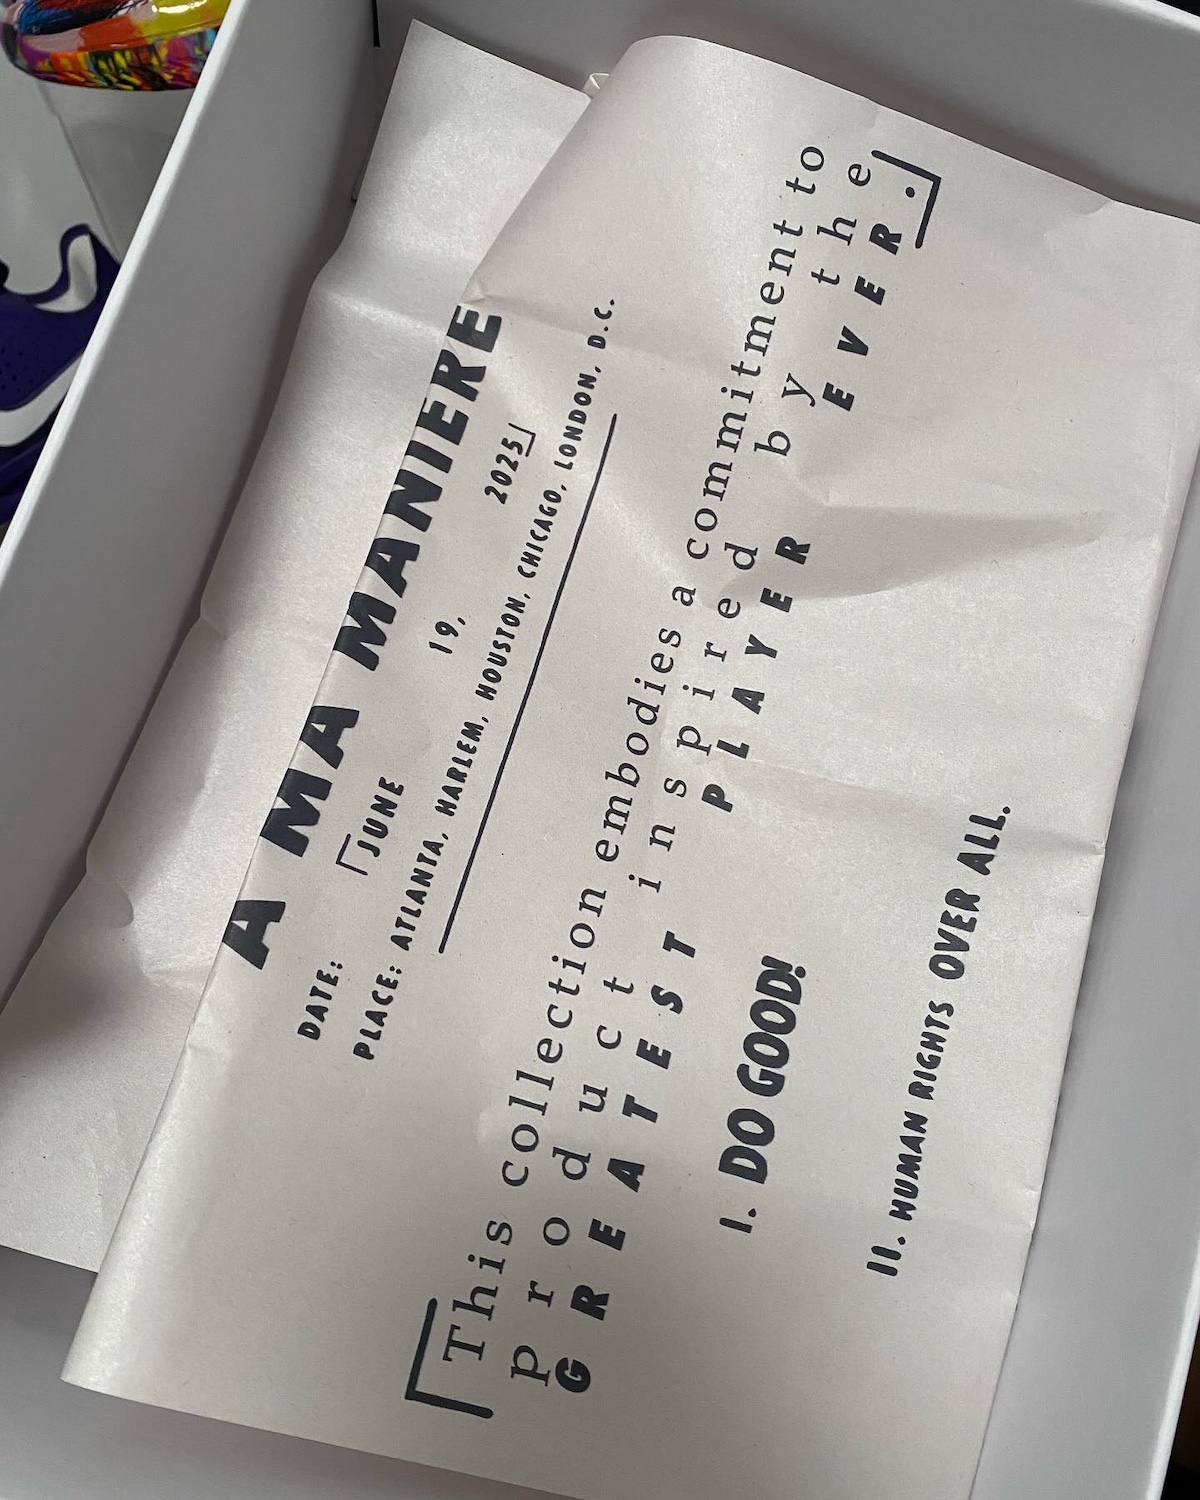 A MA MANIERE
DATE: ⌈JUNE 19, 2025⌋
PLACE: ATLANTA, HARLEM, HOUSTON, CHICAGO, LONDON, D.C.
[This collection embodies a commitment to
product inspired by the
GREATEST PLAYER EVER.]
I. DO GOOD!
II. HUMAN RIGHTS OVER ALL.